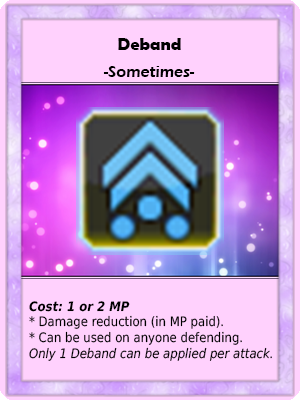 Deband
-Sometimes-
Cost: 1 or 2 MP
* Damage reduction (in MP paid).
* Can be used on anyone defending.
Only 1 Deband can be applied per attack.